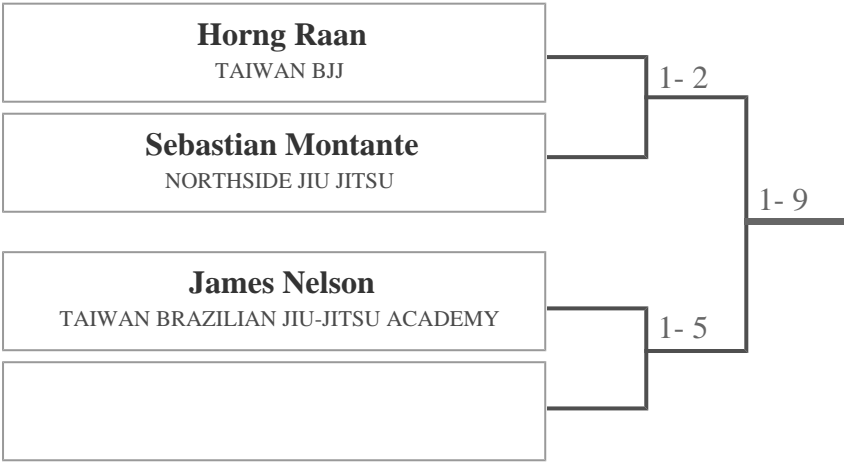 Horng Raan
TAIWAN BJJ
1- 2
Sebastian Montante
NORTHSIDE JIU JITSU
1- 9
James Nelson
TAIWAN BRAZILIAN JIU-JITSU ACADEMY
1- 5